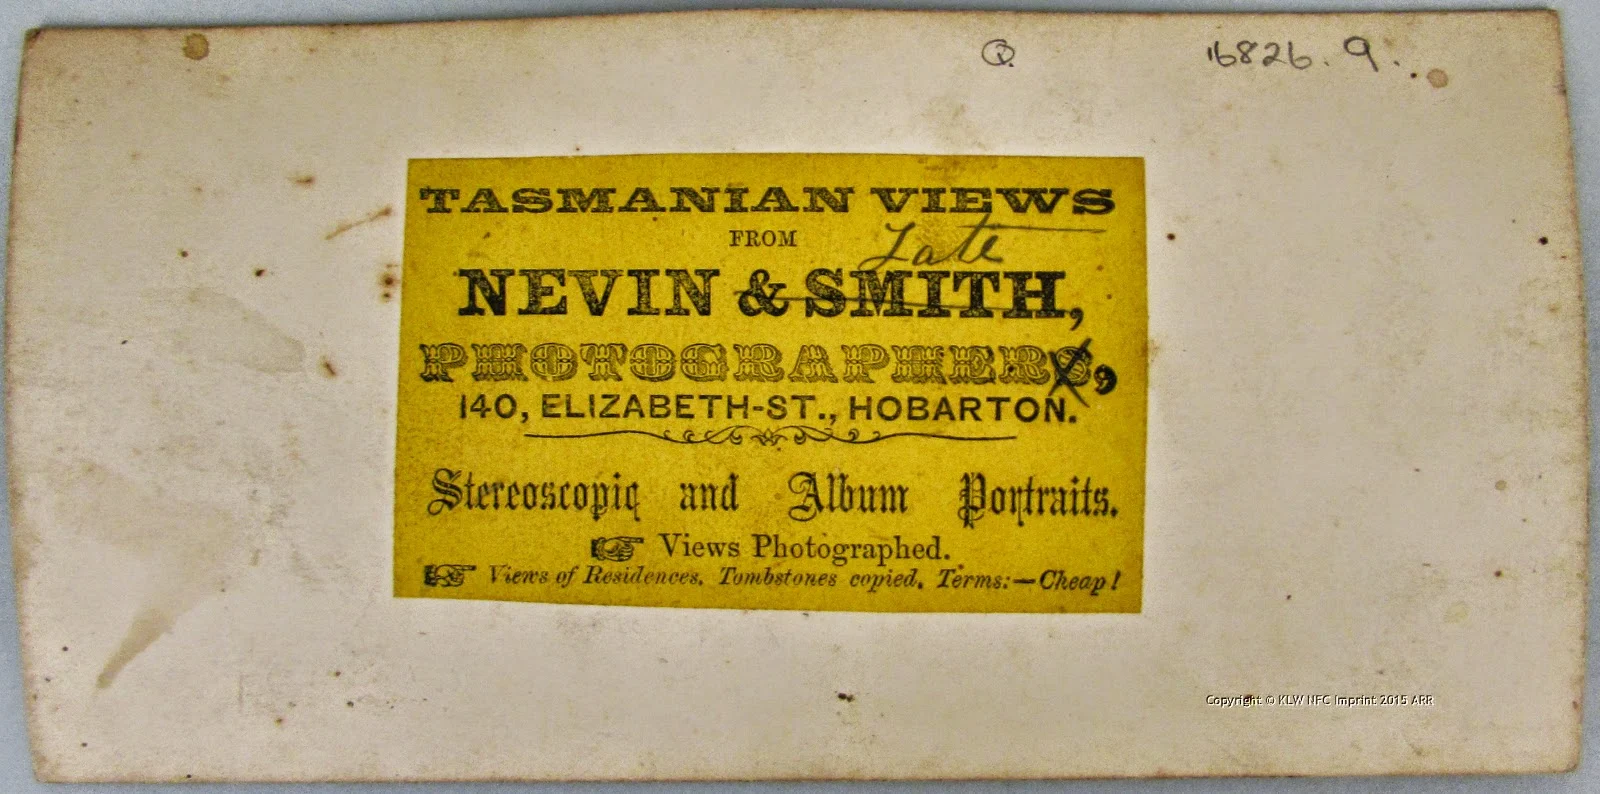 Q. 16826. 9.
TASMANIAN VIEWS
FROM
Late
NEVIN & SMITH,
PHOTOGRAPHERS,
140, ELIZABETH-ST., HOBARTON.
Stereoscopic and Album Portraits.
Views Photographed.
Views of Residences. Tombstones copied. Terms:—Cheap!
Copyright © KLW NFC Imprint 2015 ARR